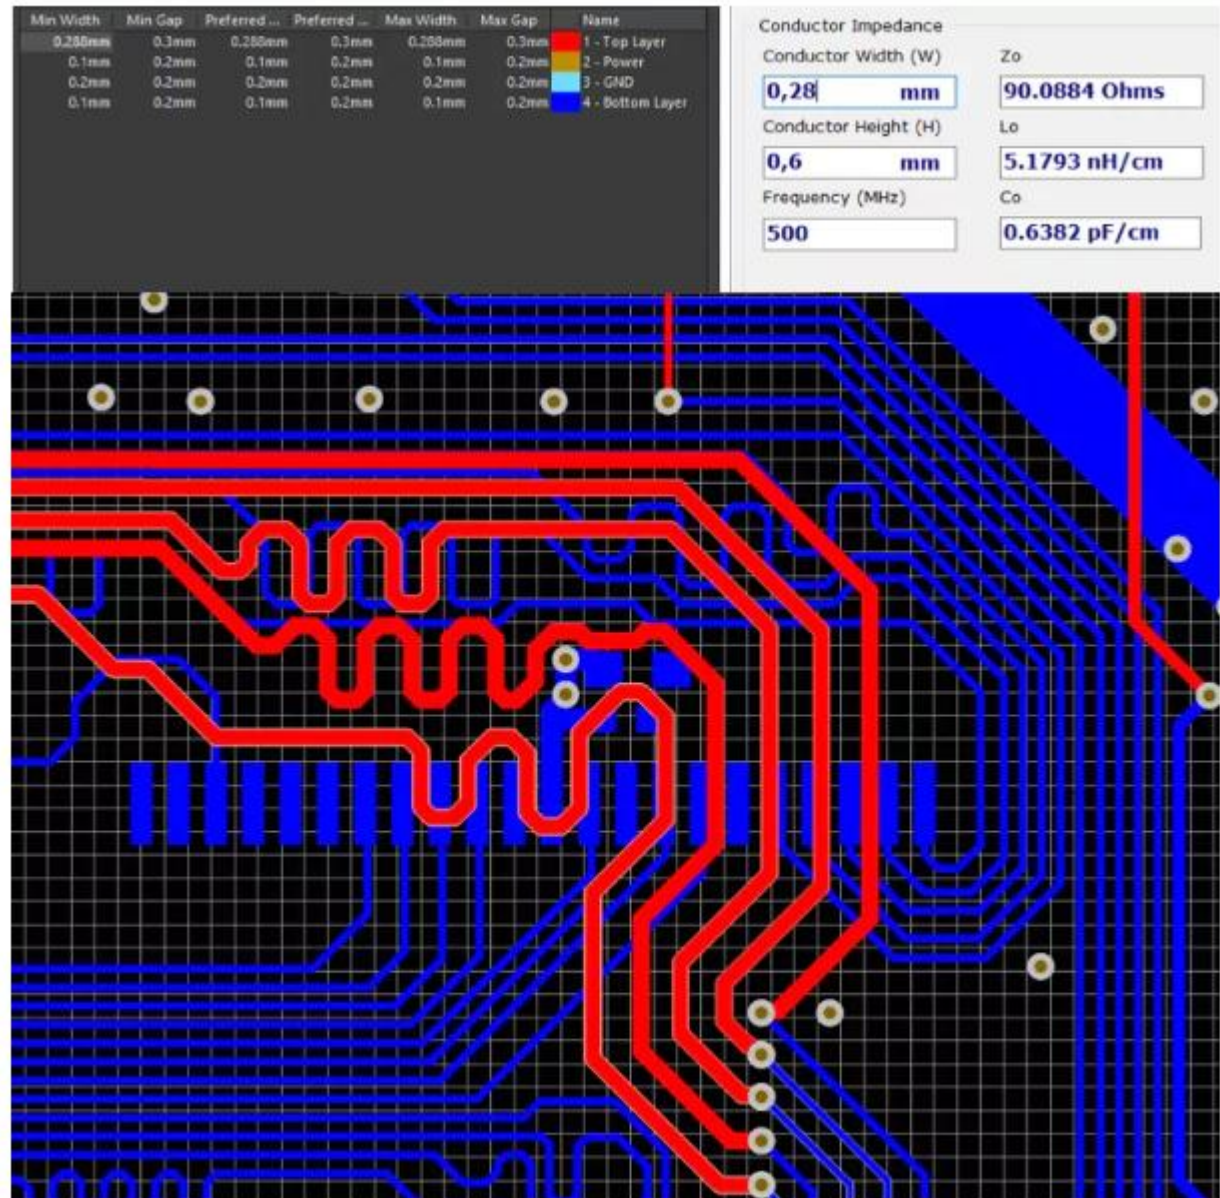 Min Width Min Gap Preferred ... Preferred ... Max Width Max Gap Name
0.288mm 0.3mm 0.288mm 0.3mm 0.288mm 0.3mm 1 - Top Layer
0.1mm 0.2mm 0.1mm 0.2mm 0.1mm 0.2mm 2 - Power
0.2mm 0.2mm 0.2mm 0.2mm 0.2mm 0.2mm 3 - GND
0.1mm 0.2mm 0.1mm 0.2mm 0.1mm 0.2mm 4 - Bottom Layer
Conductor Impedance
Conductor Width (W) Zo
0,28 mm 90.0884 Ohms
Conductor Height (H) Lo
0,6 mm 5.1793 nH/cm
Frequency (MHz) Co
500 0.6382 pF/cm